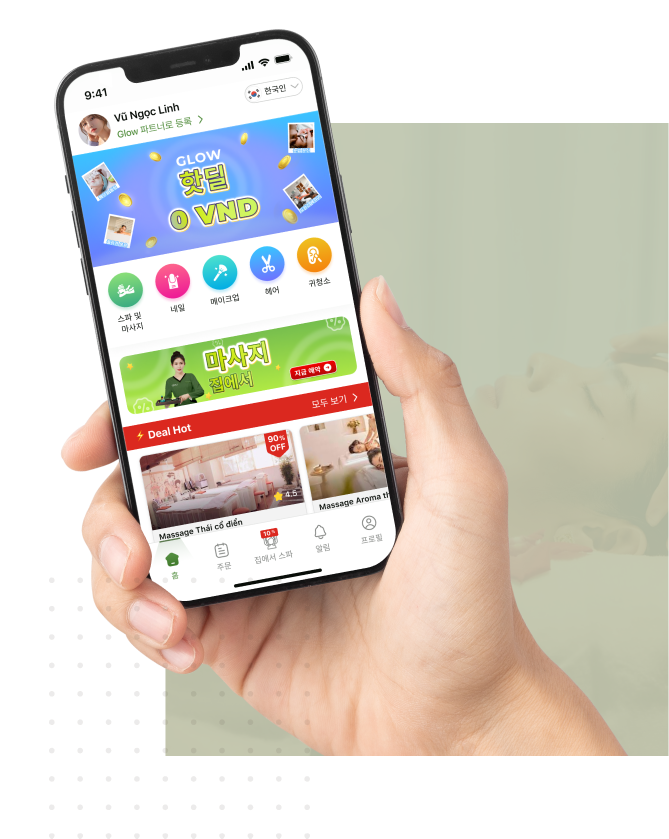 9:41
한국인
Vũ Ngọc Linh
Glow 파트너로 등록
GLOW
핫딜
0 VND
스파 및
마사지
네일
메이크업
헤어
귀청소
마사지
집에서
지금 예약
Deal Hot
모두 보기
90%
OFF
4.5
Massage Thái cổ điển
Massage Aroma th
홈
주문
10%
집에서 스파
알림
프로필